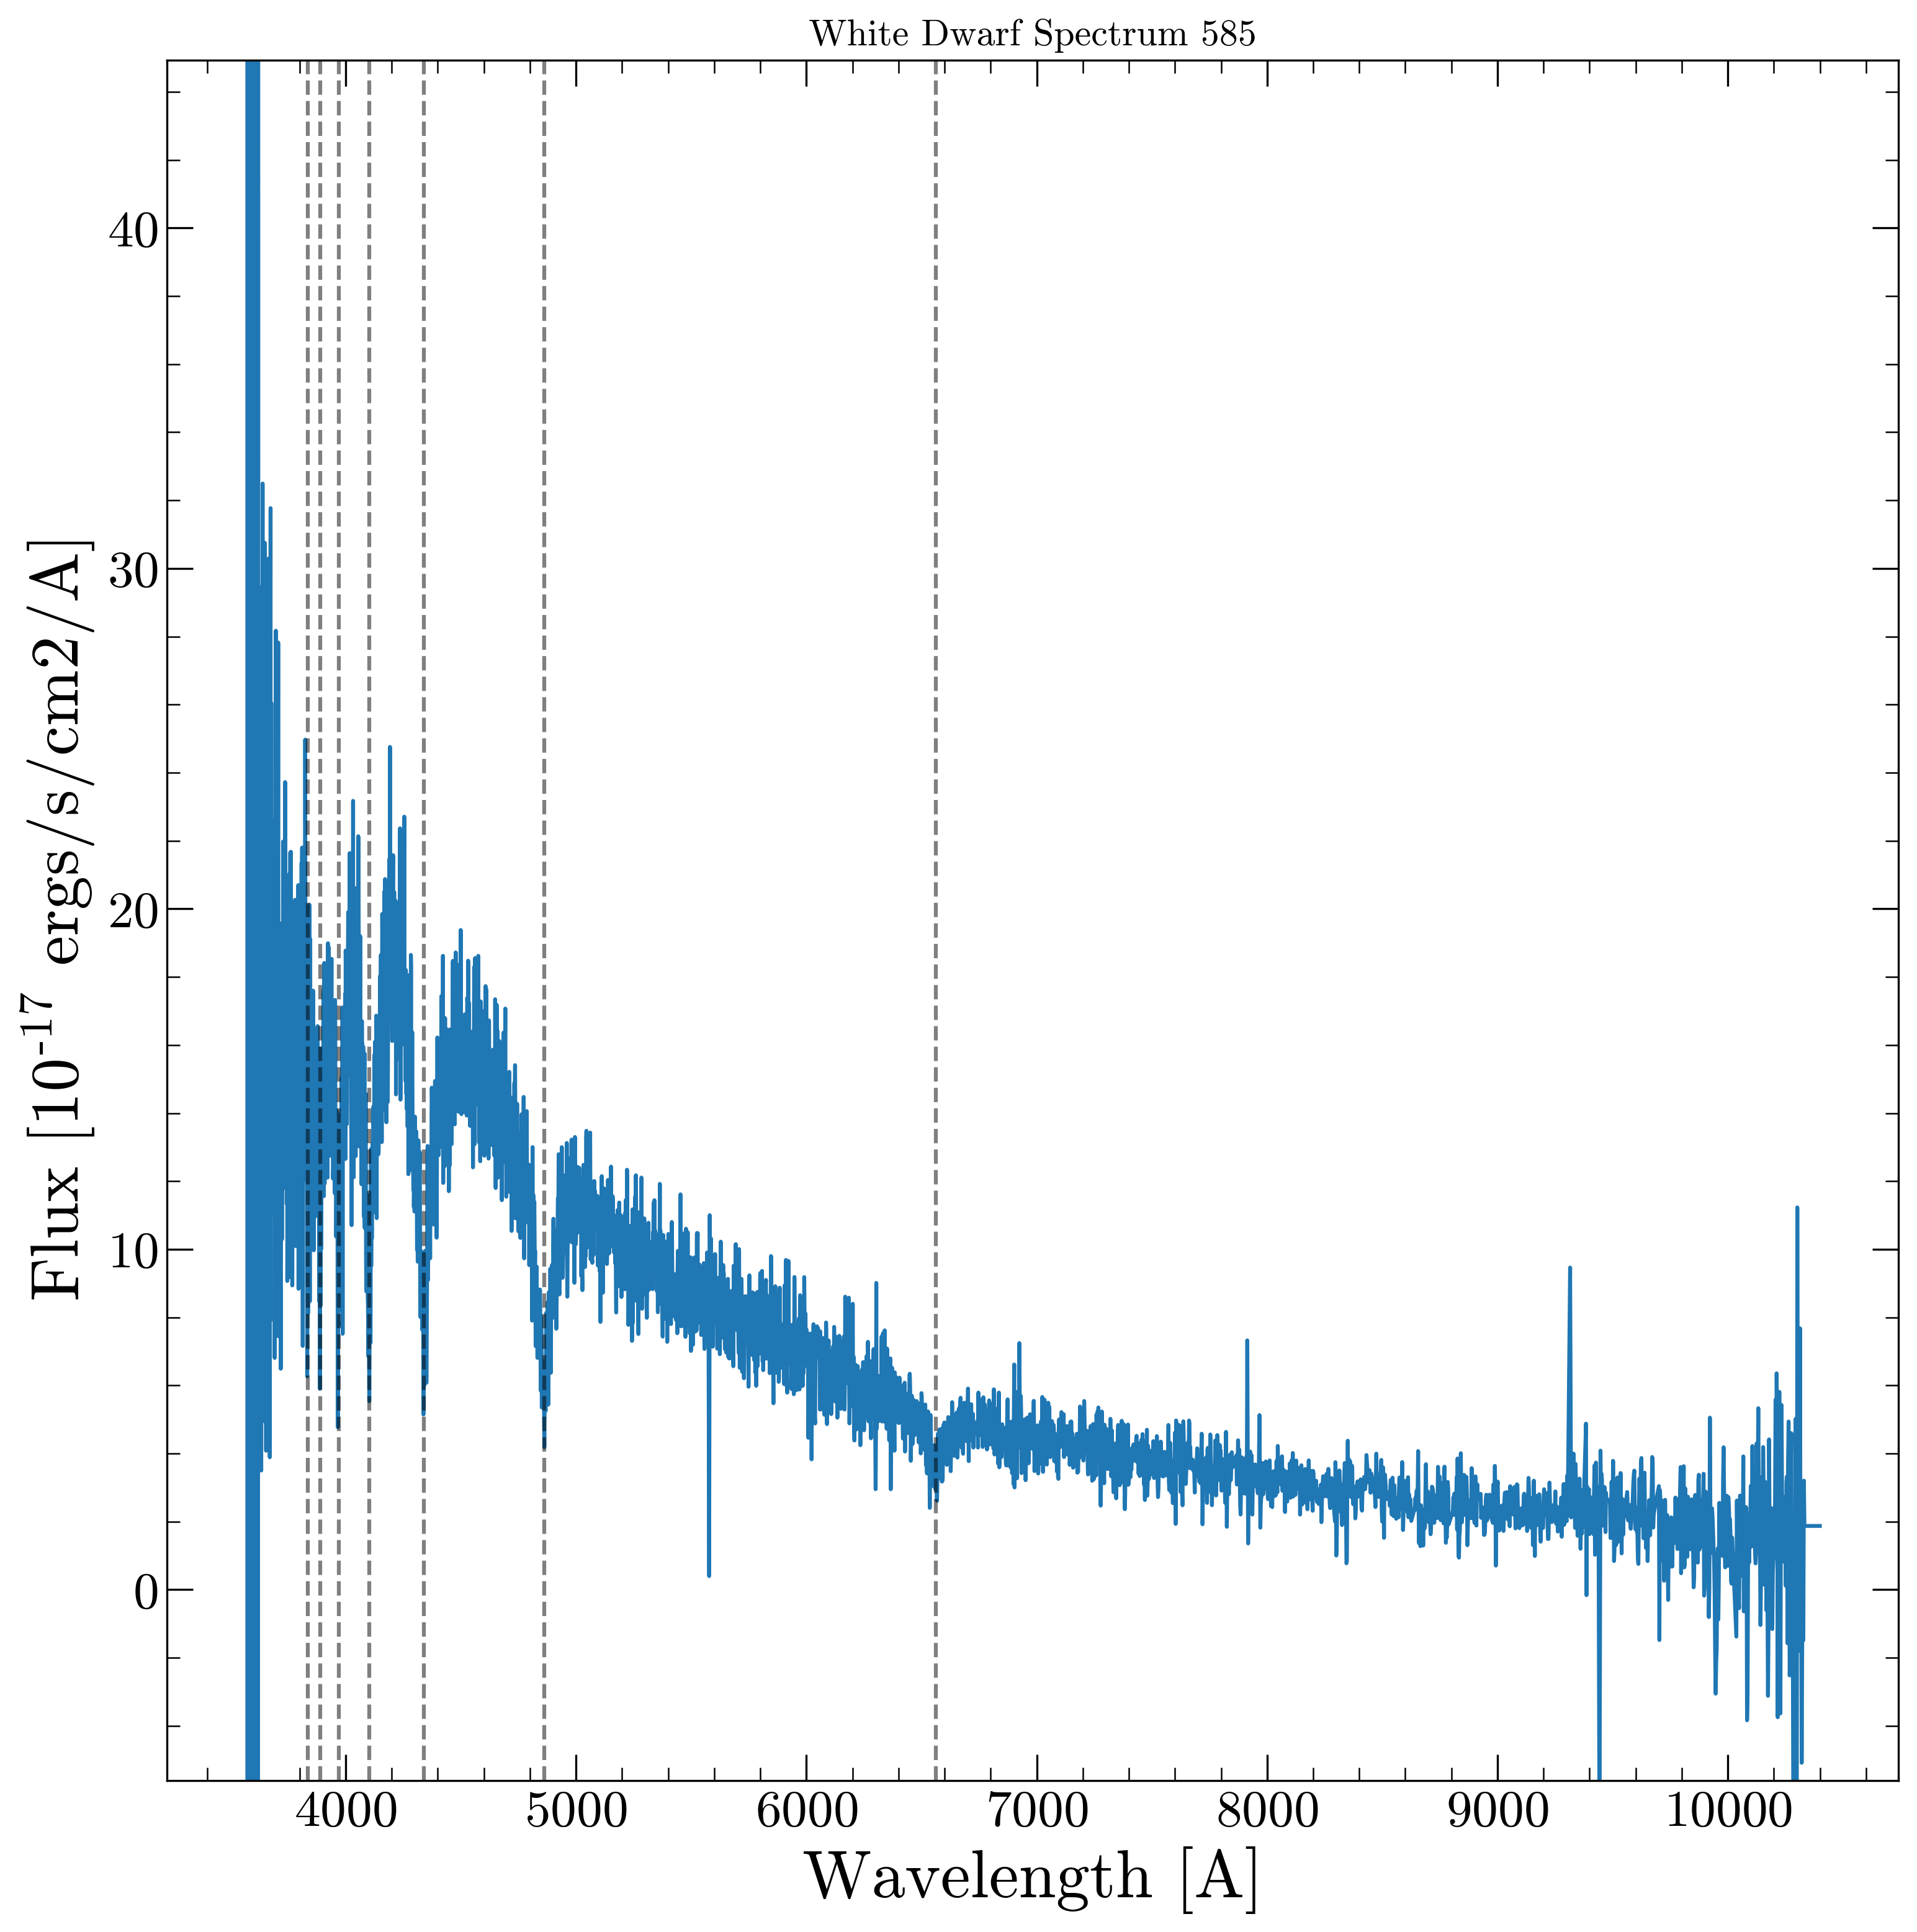 White Dwarf Spectrum 585
Flux [10-17 ergs/s/cm2/A]
40
30
20
10
0
4000 5000 6000 7000 8000 9000 10000
Wavelength [A]